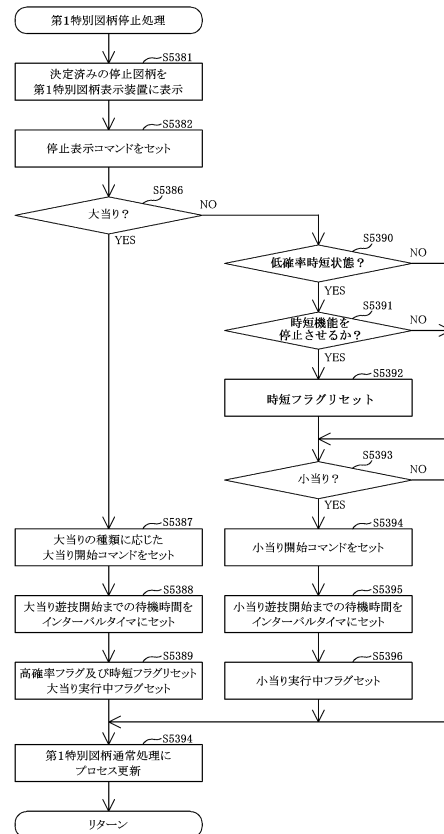 第1特別図柄停止処理
S5381
決定済みの停止図柄を
第1特別図柄表示装置に表示
S5382
停止表示コマンドをセット
S5386
大当り？
NO
YES
S5390
低確率時短状態？
NO
YES
S5391
時短機能を
停止させるか？
NO
YES
S5392
時短フラグリセット
S5393
小当り？
NO
YES
S5387
大当りの種類に応じた
大当り開始コマンドをセット
S5394
小当り開始コマンドをセット
S5388
大当り遊技開始までの待機時間を
インターバルタイマにセット
S5395
小当り遊技開始までの待機時間を
インターバルタイマにセット
S5389
高確率フラグ及び時短フラグリセット
大当り実行中フラグセット
S5396
小当り実行中フラグセット
S5394
第1特別図柄通常処理に
プロセス更新
リターン